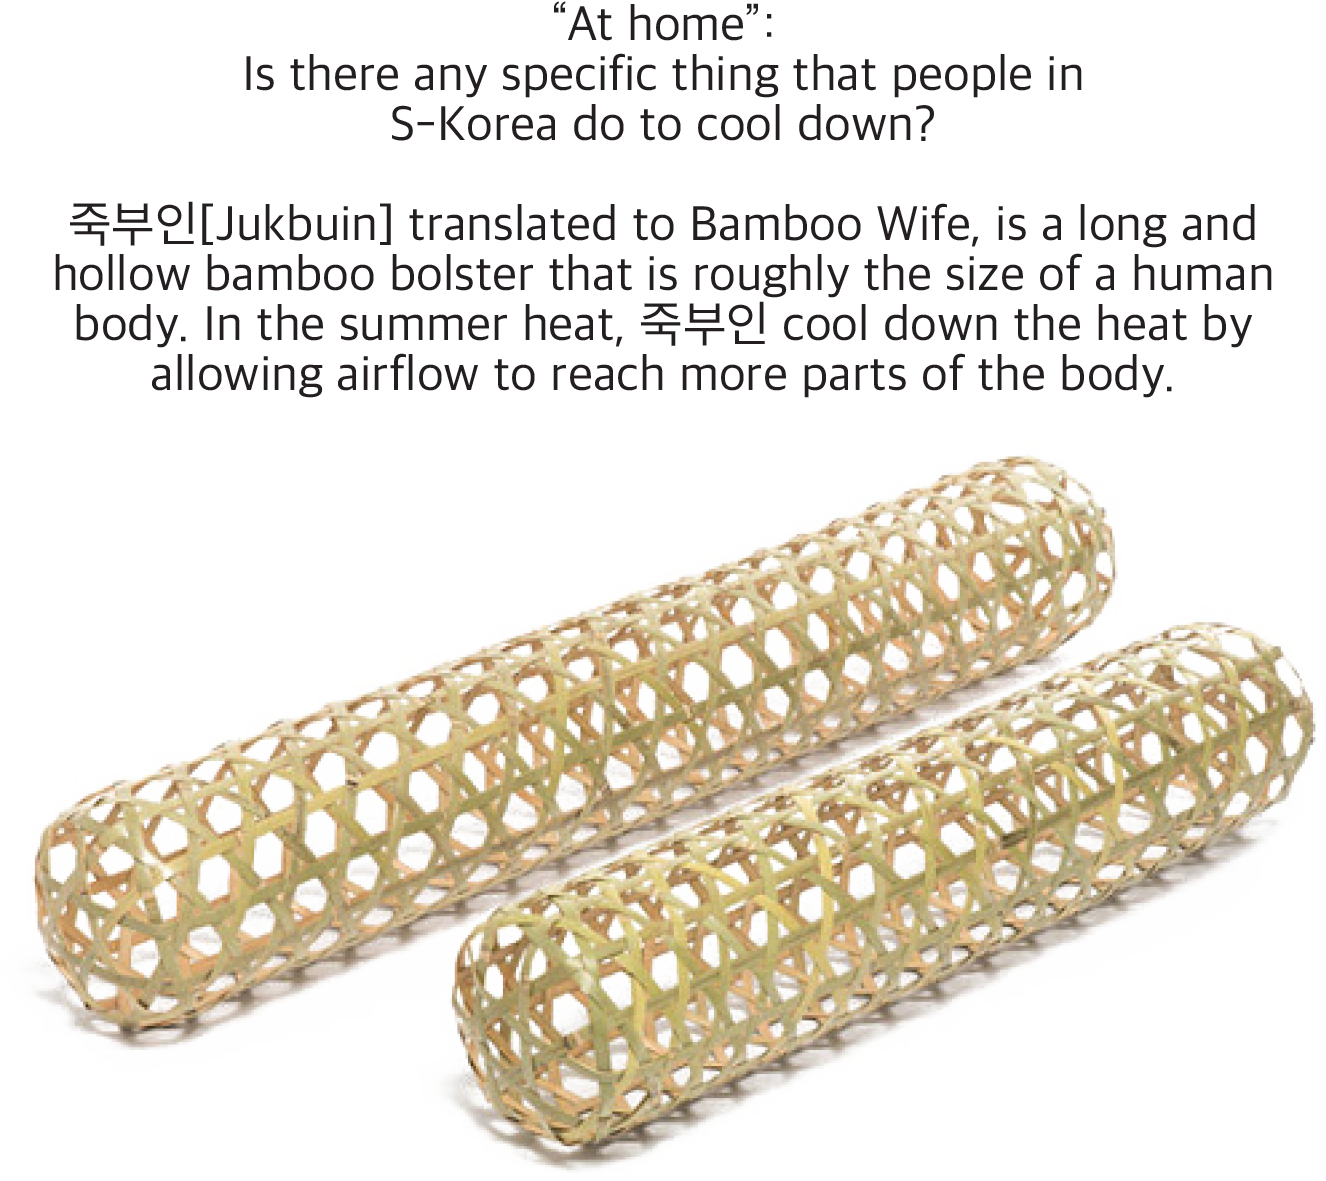 “At home”:
Is there any specific thing that people in
S-Korea do to cool down?
죽부인[Jukbuin] translated to Bamboo Wife, is a long and
hollow bamboo bolster that is roughly the size of a human
body. In the summer heat, 죽부인 cool down the heat by
allowing airflow to reach more parts of the body.